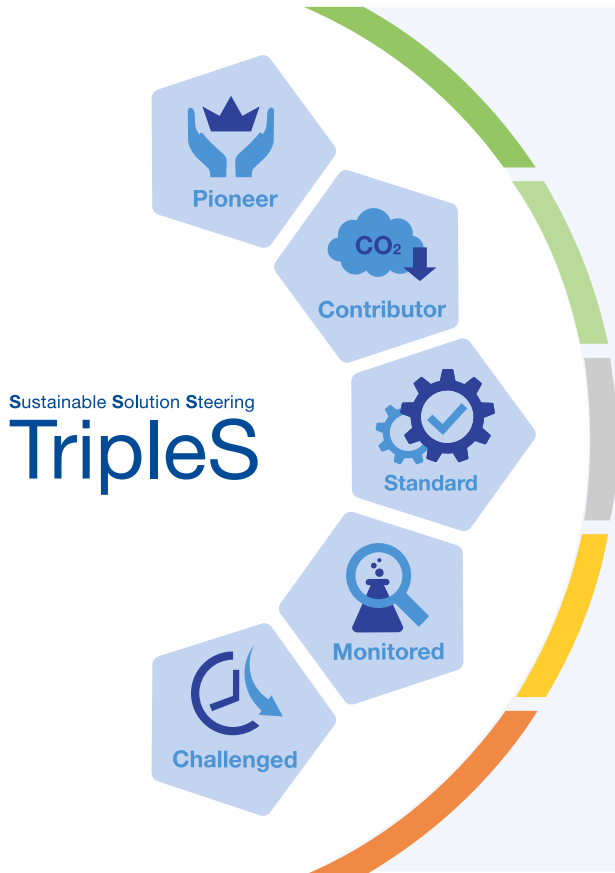 Pioneer
CO₂
Contributor
Sustainable Solution Steering
TripleS
Standard
Monitored
Challenged